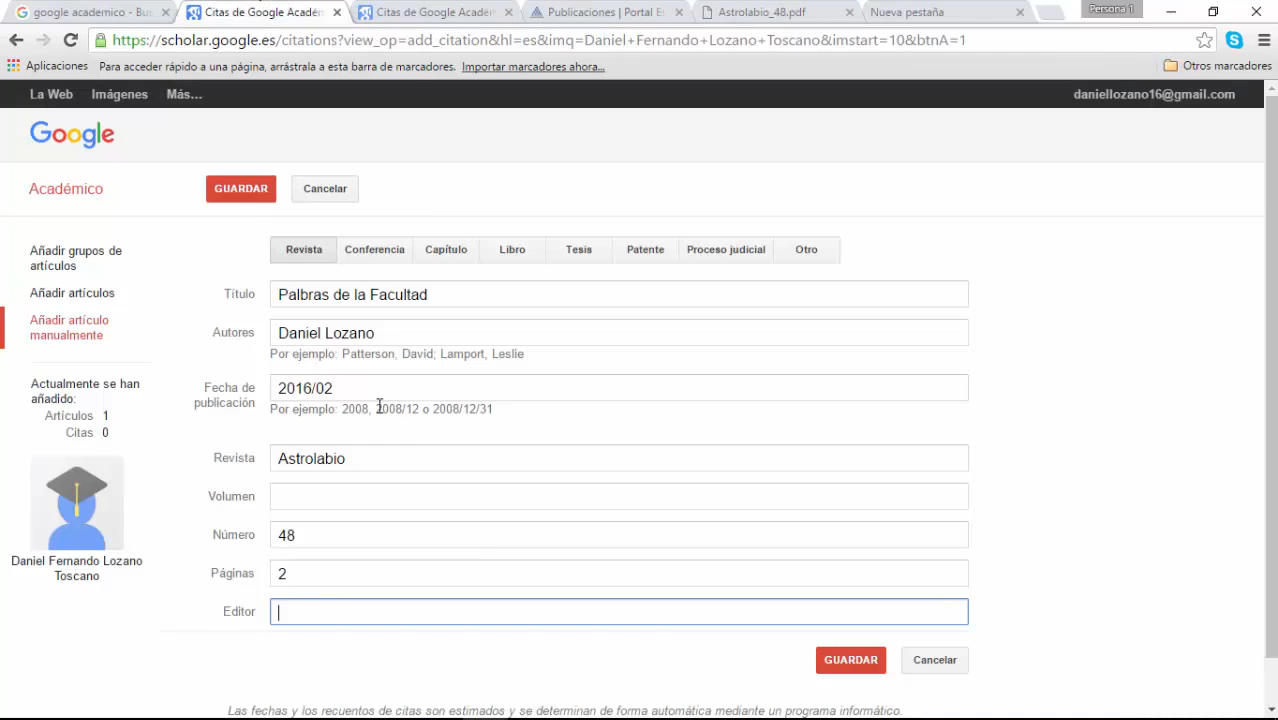 google academico - Bu
Citas de Google Académ
Citas de Google Académ
Publicaciones | Portal E
Astrolabio_48.pdf
Nueva pestaña
Persona 1
https://scholar.google.es/citations?view_op=add_citation&hl=es&imq=Daniel+Fernando+Lozano+Toscano&imstart=10&btnA=1
Aplicaciones
Para acceder rápido a una página, arrástrala a esta barra de marcadores. Importar marcadores ahora...
Otros marcadores
La Web
Imágenes
Más...
daniellozano16@gmail.com
Google
Académico
GUARDAR
Cancelar
Añadir grupos de
artículos
Añadir artículos
Añadir artículo
manualmente
Actualmente se han
añadido:
Artículos 1
Citas 0
Daniel Fernando Lozano
Toscano
Revista
Conferencia
Capítulo
Libro
Tesis
Patente
Proceso judicial
Otro
Título
Palbras de la Facultad
Autores
Daniel Lozano
Por ejemplo: Patterson, David; Lamport, Leslie
Fecha de
publicación
2016/02
Por ejemplo: 2008, 2008/12 o 2008/12/31
Revista
Astrolabio
Volumen
Número
48
Páginas
2
Editor
GUARDAR
Cancelar
Las fechas y los recuentos de citas son estimados y se determinan de forma automática mediante un programa informático.